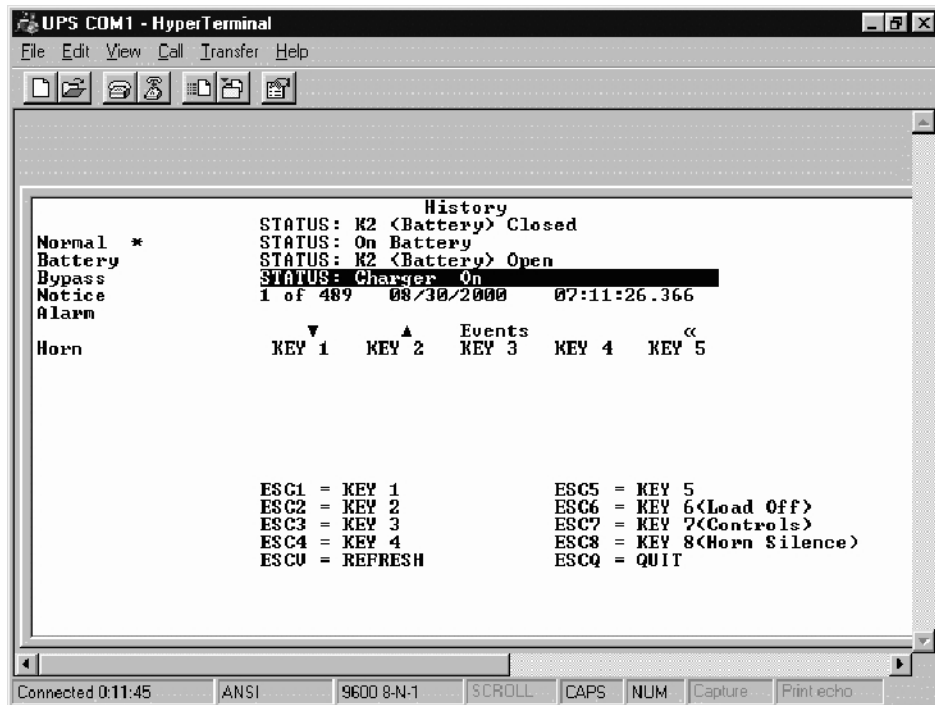 UPS COM1 - HyperTerminal
File Edit View Call Transfer Help
History
STATUS: K2 (Battery) Closed
Normal * STATUS: On Battery
Battery STATUS: K2 (Battery) Open
Bypass STATUS: Charger On
Notice 1 of 489 08/30/2000 07:11:26.366
Alarm
▼ ▲ Events «
Horn KEY 1 KEY 2 KEY 3 KEY 4 KEY 5
ESC1 = KEY 1 ESC5 = KEY 5
ESC2 = KEY 2 ESC6 = KEY 6(Load Off)
ESC3 = KEY 3 ESC7 = KEY 7(Controls)
ESC4 = KEY 4 ESC8 = KEY 8(Horn Silence)
ESCV = REFRESH ESCQ = QUIT
Connected 0:11:45 ANSI 9600 8-N-1 SCROLL CAPS NUM Capture Print echo